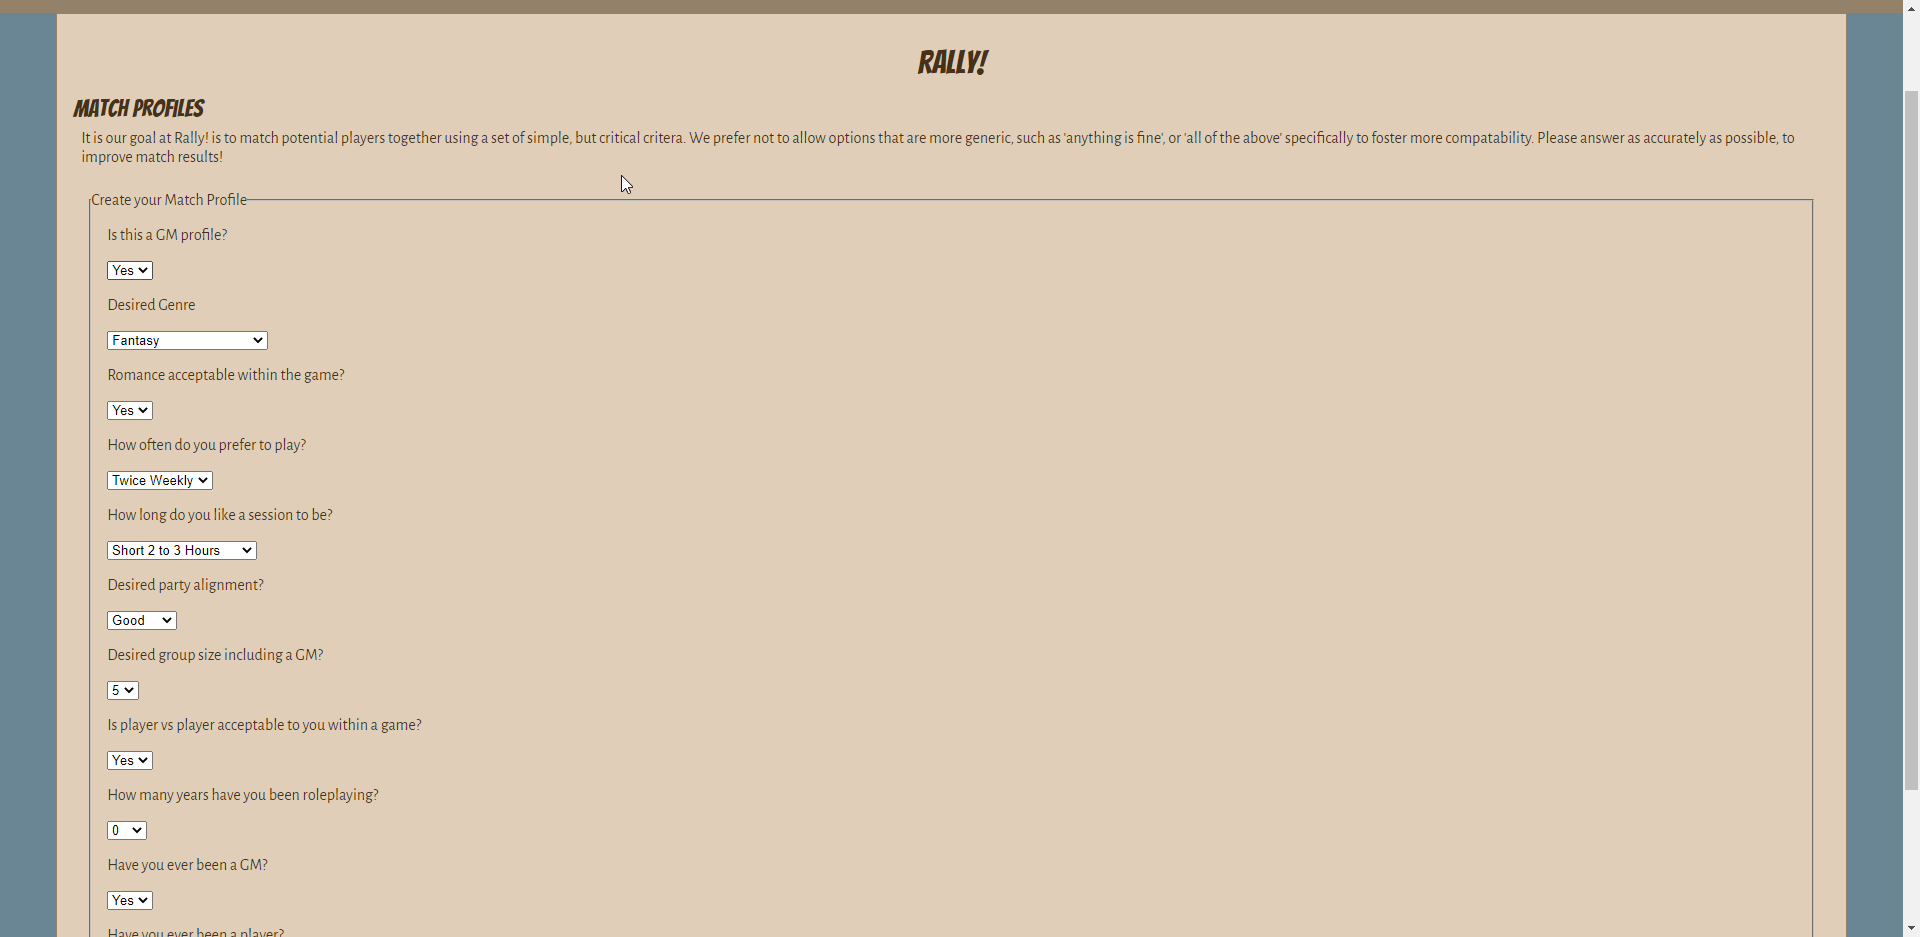 RALLY!
MATCH PROFILES
It is our goal at Rally! is to match potential players together using a set of simple, but critical critera. We prefer not to allow options that are more generic, such as 'anything is fine', or 'all of the above' specifically to foster more compatability. Please answer as accurately as possible, to
improve match results!
Create your Match Profile
Is this a GM profile?
Yes
Desired Genre
Fantasy
Romance acceptable within the game?
Yes
How often do you prefer to play?
Twice Weekly
How long do you like a session to be?
Short 2 to 3 Hours
Desired party alignment?
Good
Desired group size including a GM?
5
Is player vs player acceptable to you within a game?
Yes
How many years have you been roleplaying?
0
Have you ever been a GM?
Yes
Have you ever been a player?